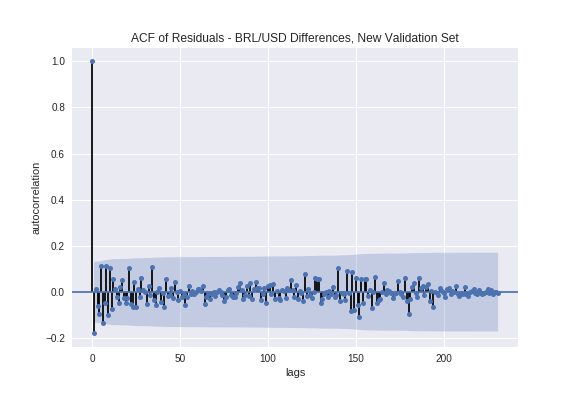 ACF of Residuals - BRL/USD Differences, New Validation Set
autocorrelation
1.0
0.8
0.6
0.4
0.2
0.0
−0.2
0 50 100 150 200
lags